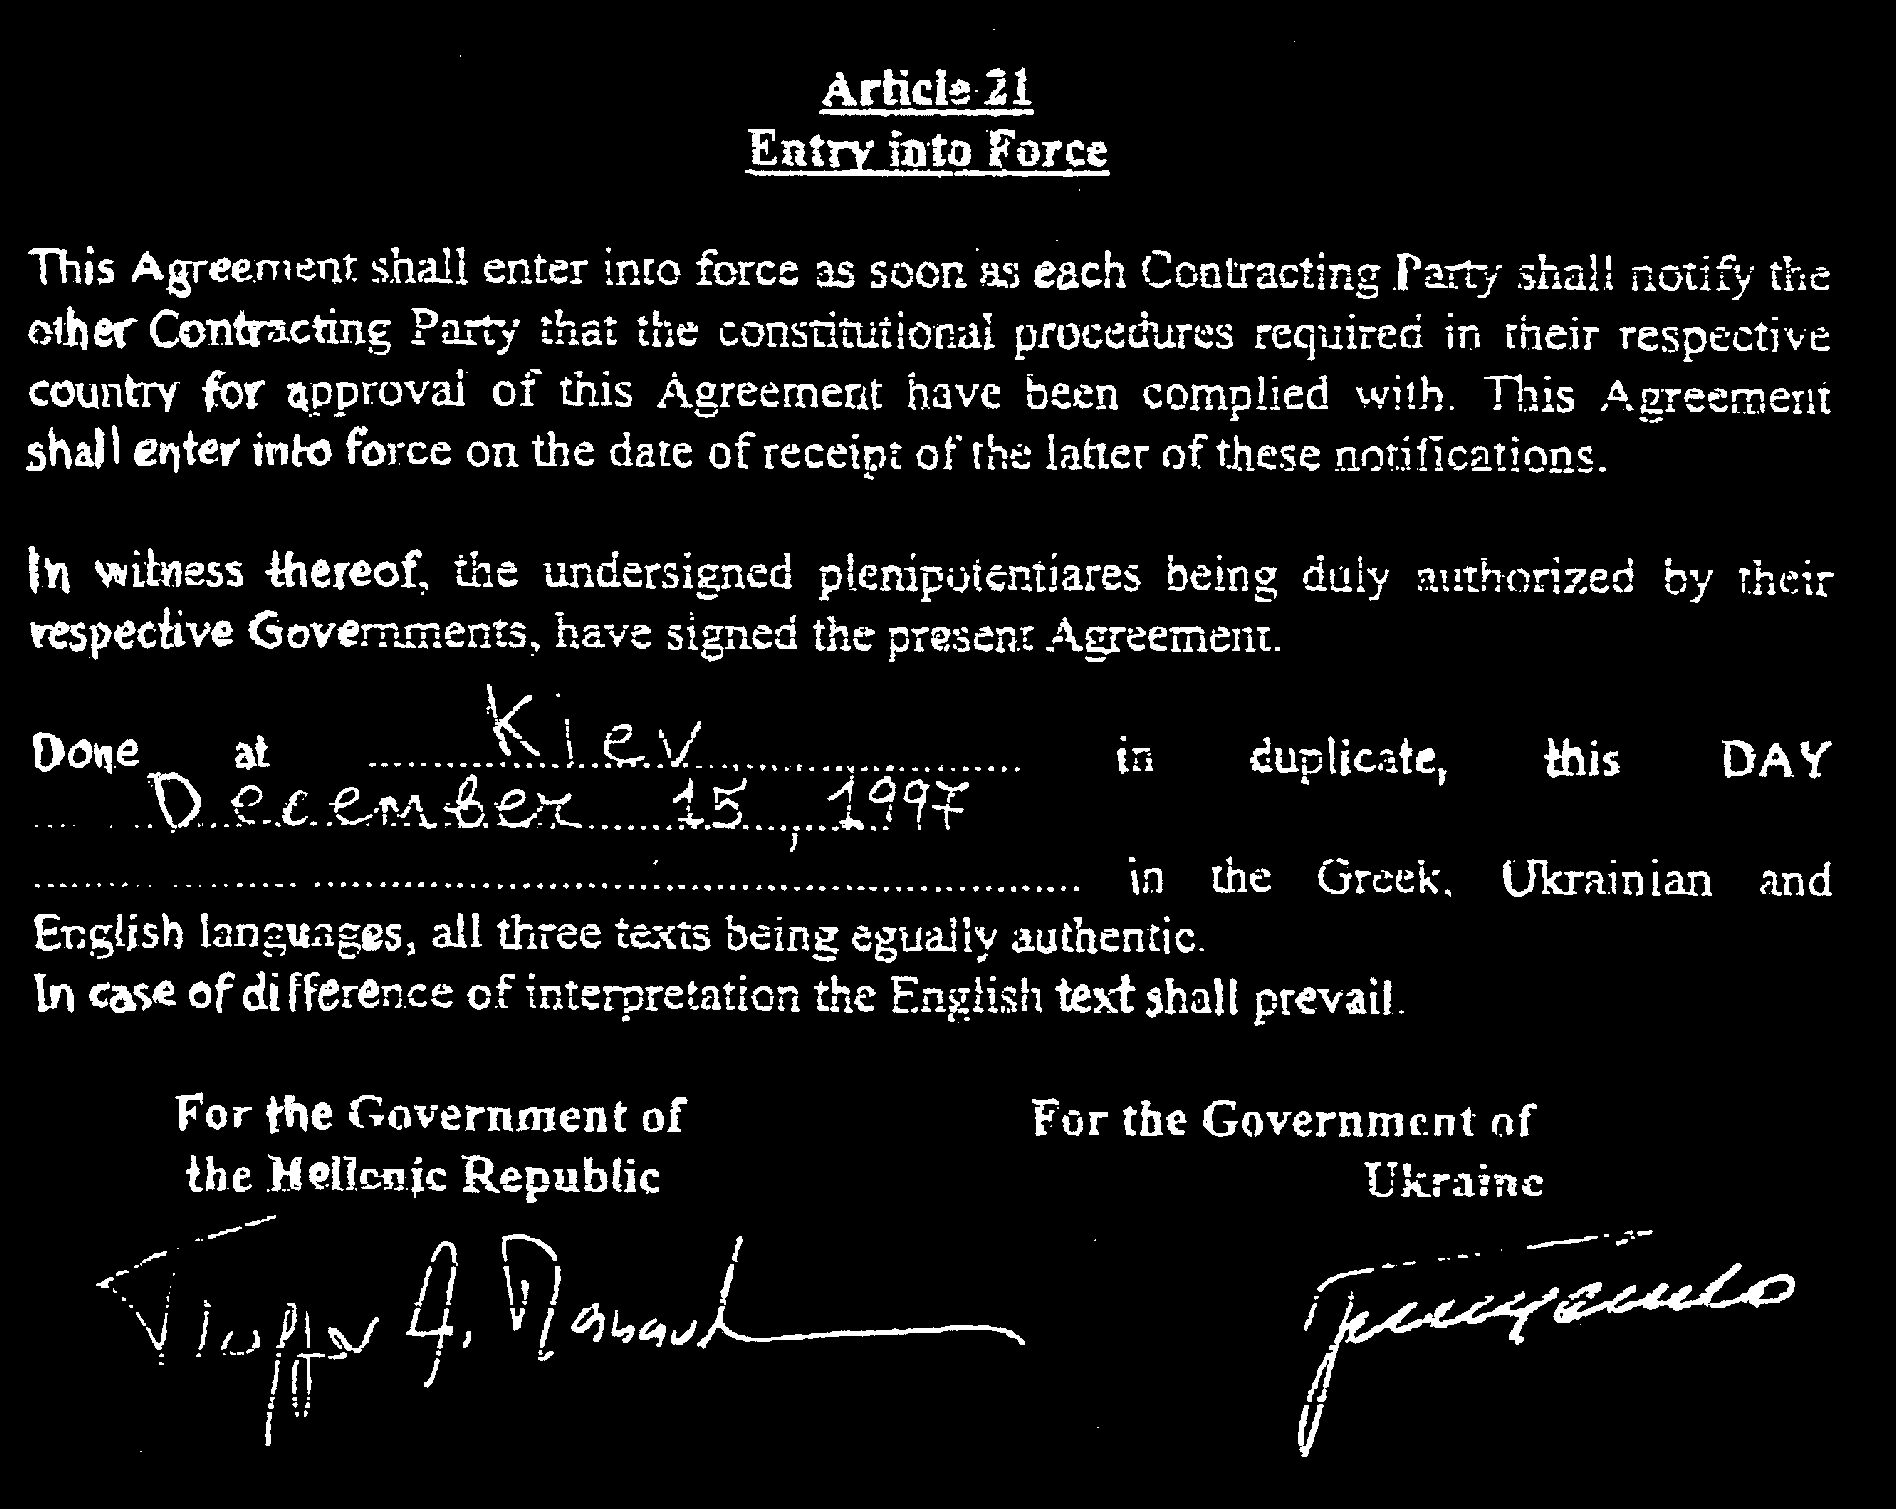 Article 21
Entry into Force
This Agreement shall enter into force as soon as each Contracting Party shall notify the
other Contracting Party that the constitutional procedures required in their respective
country for approval of this Agreement have been complied with. This Agreement
shall enter into force on the date of receipt of the latter of these notifications.
In witness thereof, the undersigned plenipotentiares being duly authorized by their
respective Governments, have signed the present Agreement.
Done at Kiev in duplicate, this DAY
December 15, 1997
in the Greek, Ukrainian and
English languages, all three texts being egually authentic.
In case of difference of interpretation the English text shall prevail.
For the Government of
the Hellenic Republic
For the Government of
Ukraine